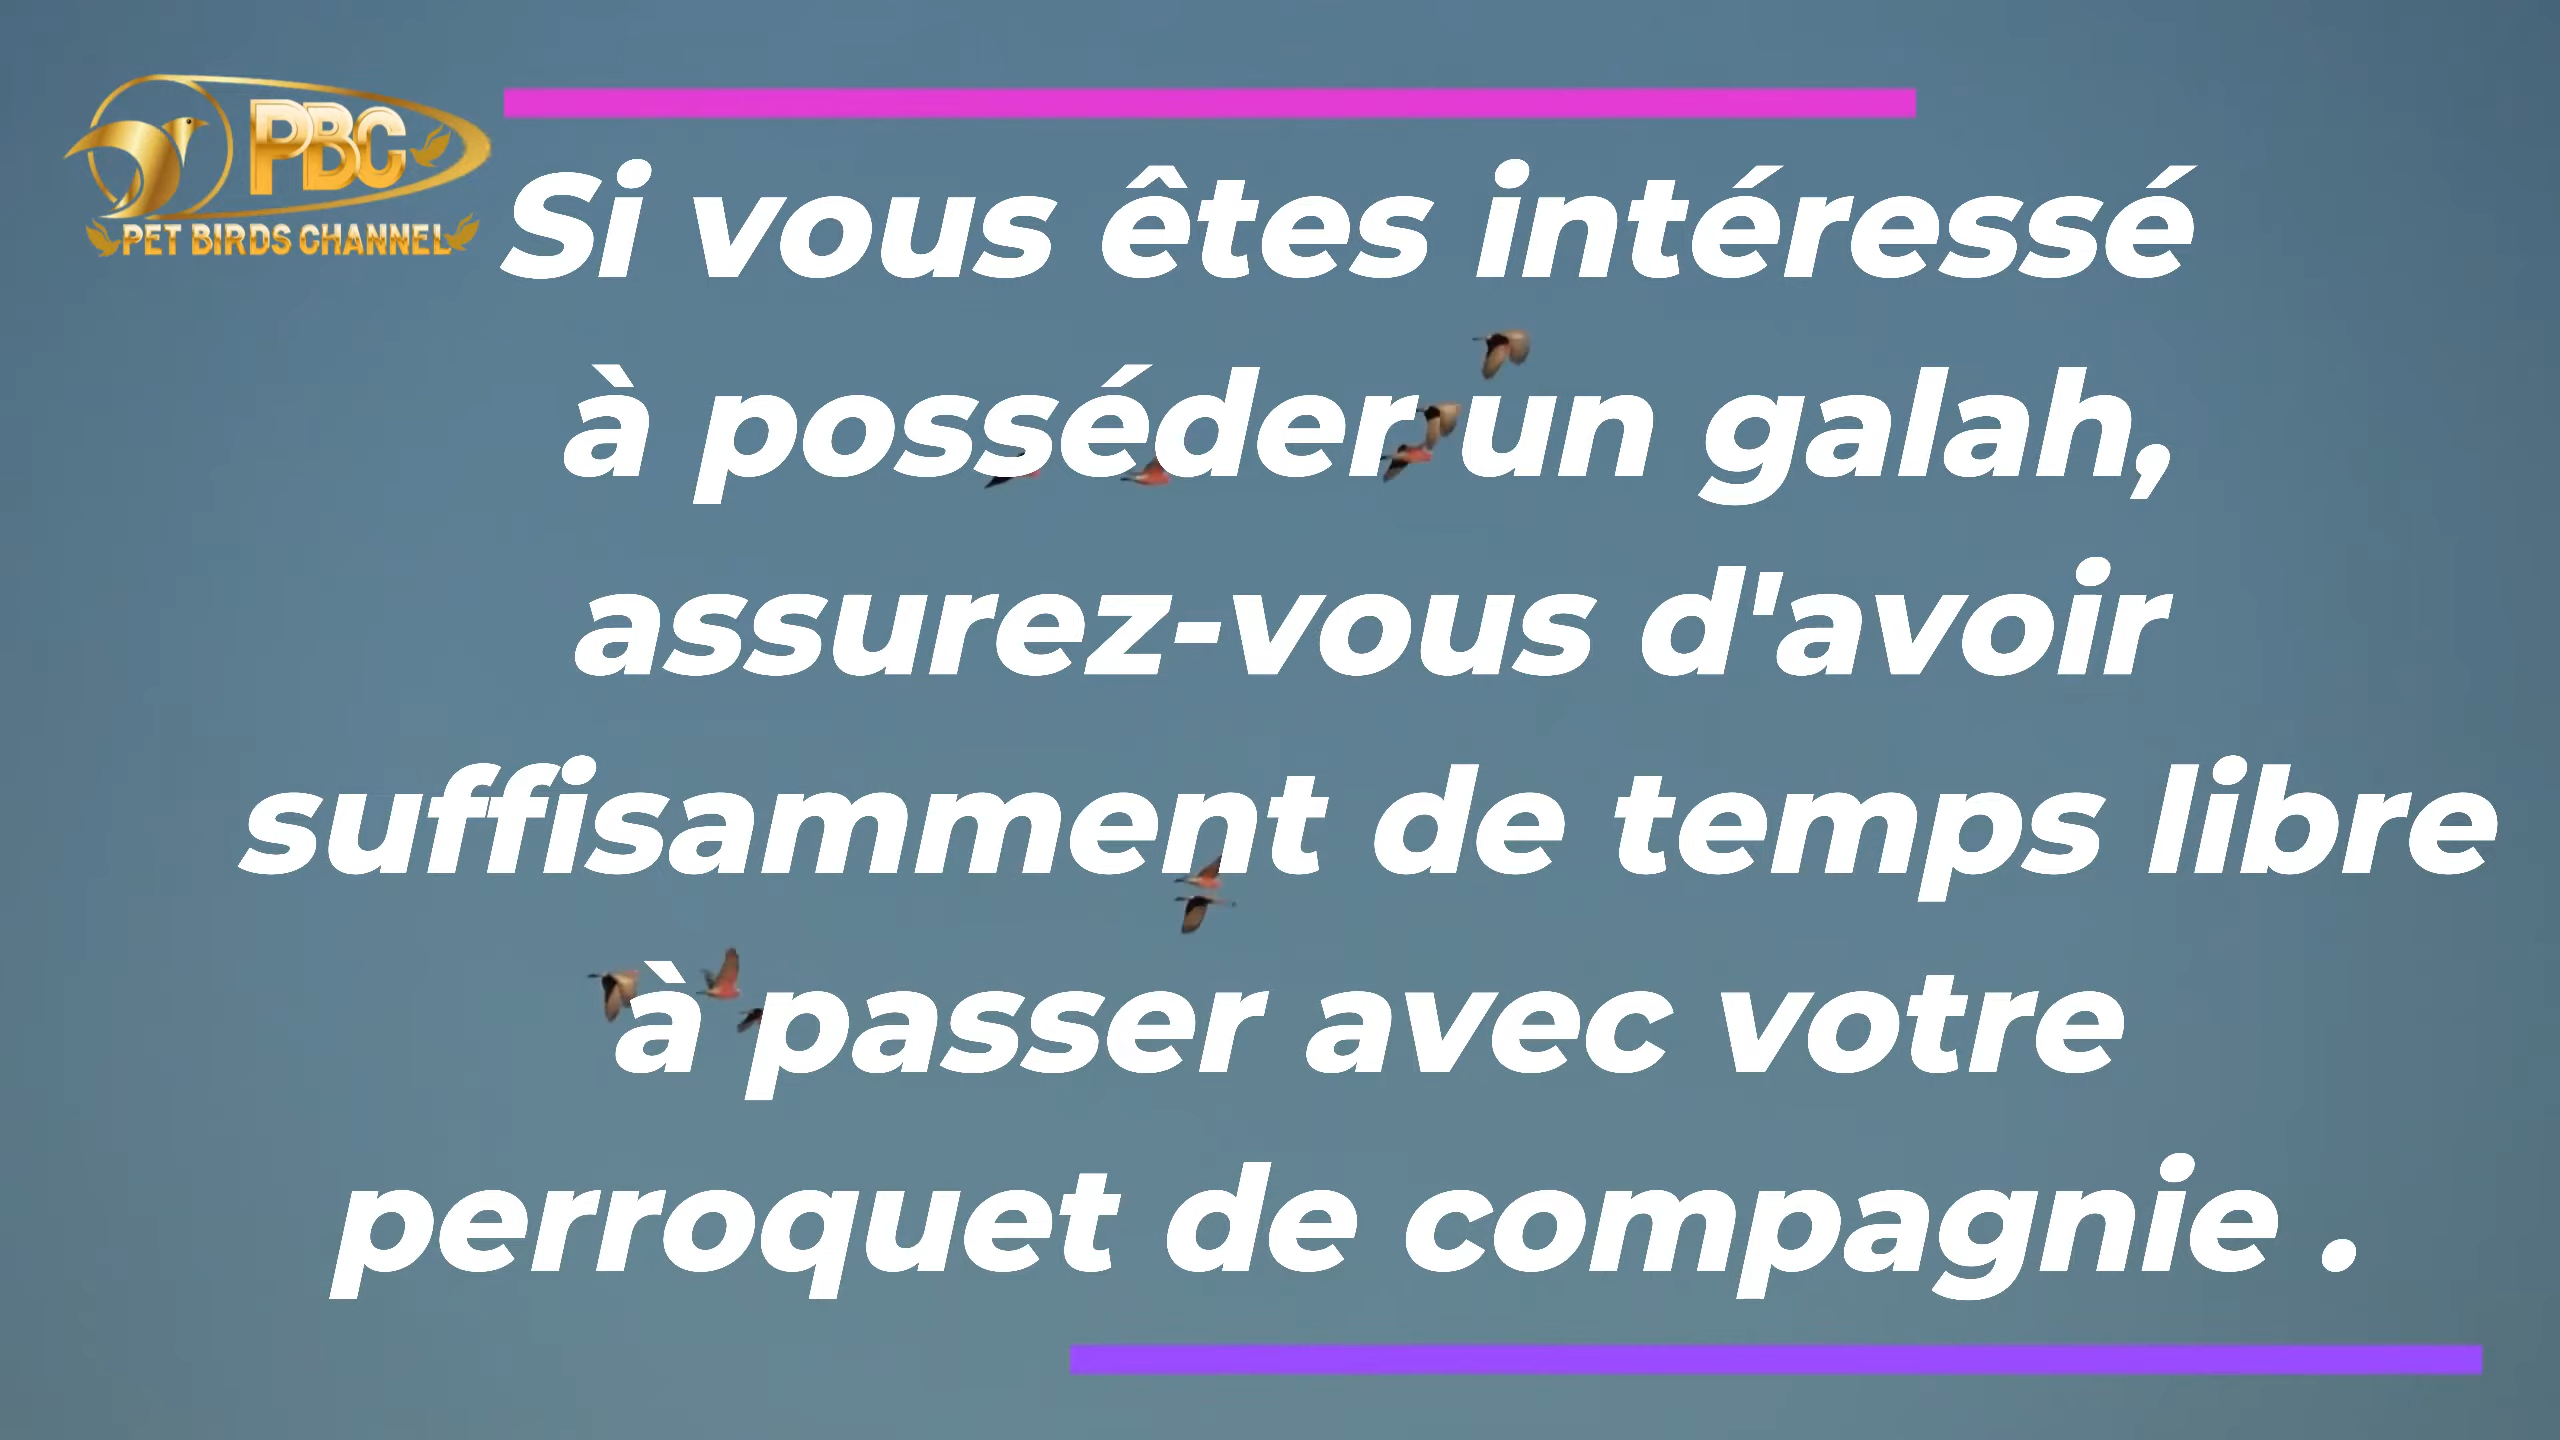 PBC
PET BIRDS CHANNEL
Si vous êtes intéressé
à posséder un galah,
assurez-vous d'avoir
suffisamment de temps libre
à passer avec votre
perroquet de compagnie .